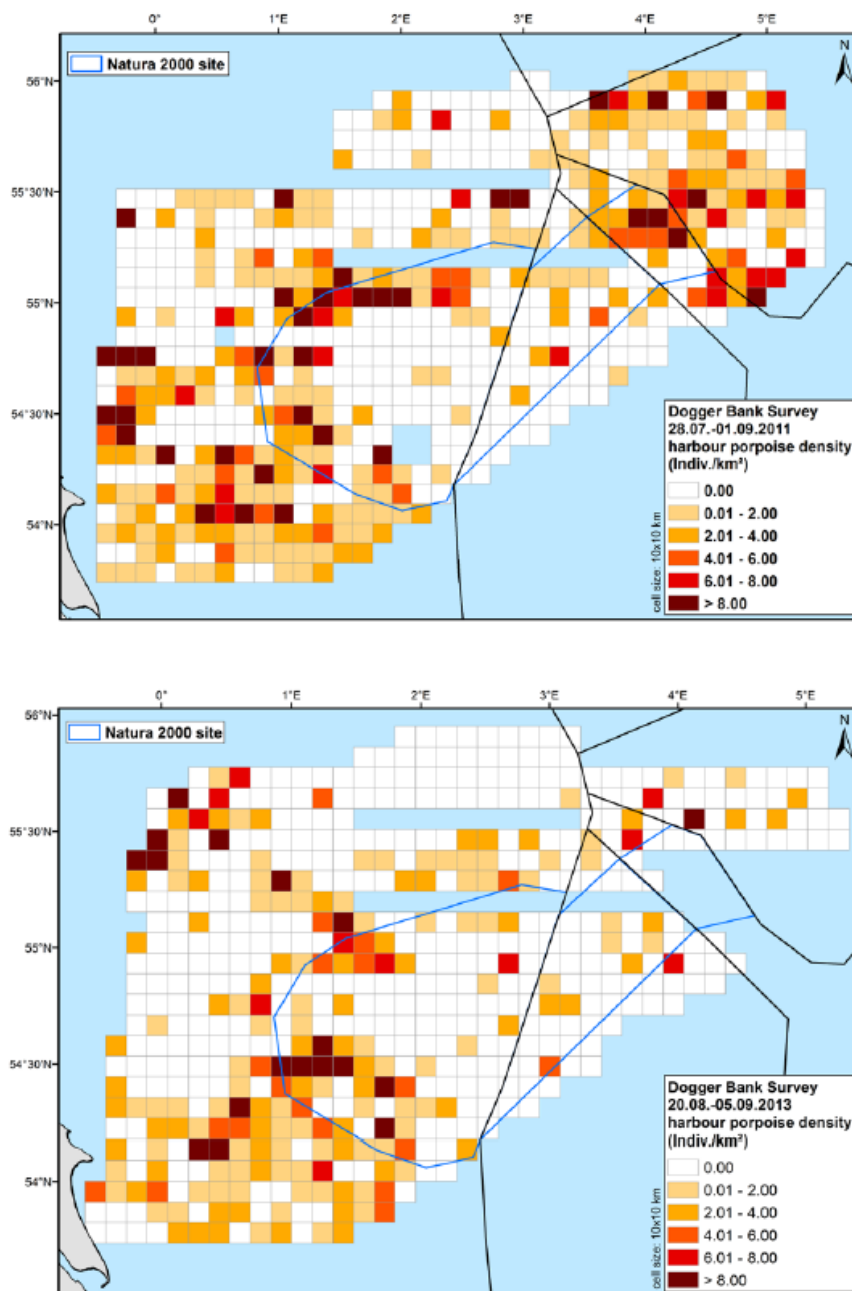 0° 1°E 2°E 3°E 4°E 5°E
Natura 2000 site
N
56°N
55°30'N
55°N
54°30'N
54°N
Dogger Bank Survey
28.07.-01.09.2011
harbour porpoise density
(Indiv./km²)
0.00
0.01 - 2.00
2.01 - 4.00
4.01 - 6.00
6.01 - 8.00
> 8.00
cell size: 10x10 km
0° 1°E 2°E 3°E 4°E 5°E
56°N
Natura 2000 site
N
55°30'N
55°N
54°30'N
54°N
Dogger Bank Survey
20.08.-05.09.2013
harbour porpoise density
(Indiv./km²)
0.00
0.01 - 2.00
2.01 - 4.00
4.01 - 6.00
6.01 - 8.00
> 8.00
cell size: 10x10 km